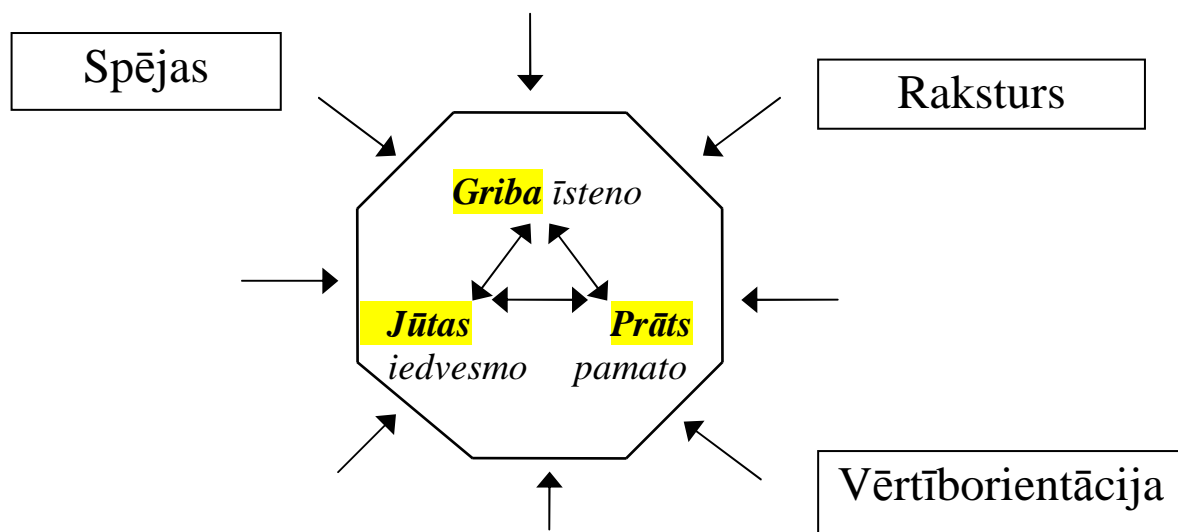 Spējas
Raksturs
Griba īsteno
Jūtas
Prāts
iedvesmo
pamato
Vērtīborientācija